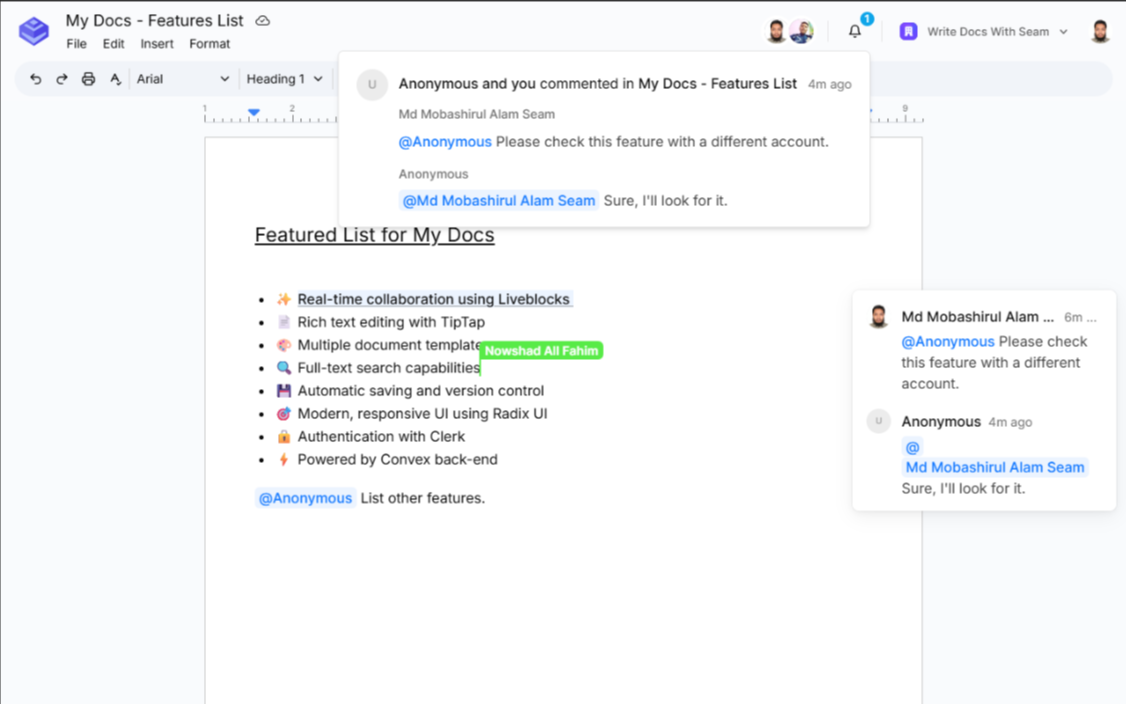 My Docs - Features List
File Edit Insert Format
1
Write Docs With Seam
Arial
Heading 1
1 2 9
U
Anonymous and you commented in My Docs - Features List 4m ago
Md Mobashirul Alam Seam
@Anonymous Please check this feature with a different account.
Anonymous
@Md Mobashirul Alam Seam Sure, I'll look for it.
Featured List for My Docs
Real-time collaboration using Liveblocks
Rich text editing with TipTap
Multiple document template
Nowshad All Fahim
Full-text search capabilities
Automatic saving and version control
Modern, responsive UI using Radix UI
Authentication with Clerk
Powered by Convex back-end
@Anonymous List other features.
Md Mobashirul Alam ... 6m ...
@Anonymous Please check
this feature with a different
account.
U
Anonymous 4m ago
@
Md Mobashirul Alam Seam
Sure, I'll look for it.